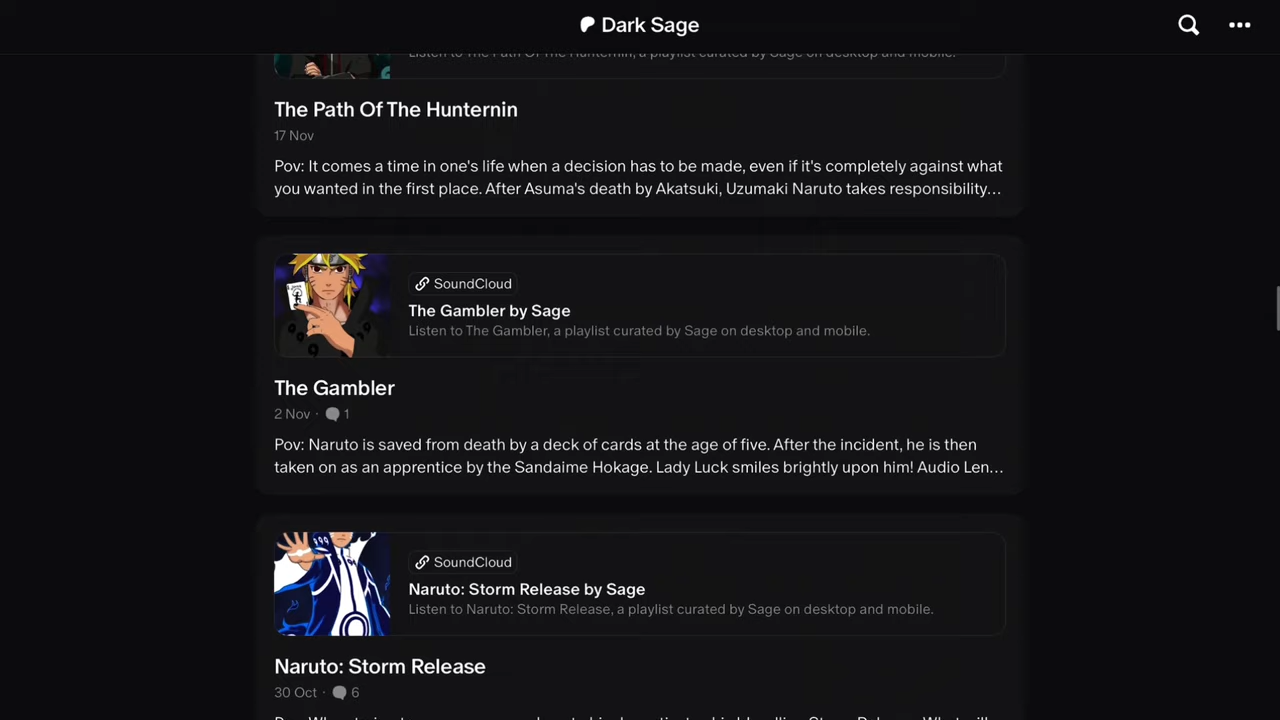 Dark Sage
Listen to The Path Of The Hunternin, a playlist curated by Sage on desktop and mobile.
The Path Of The Hunternin
17 Nov
Pov: It comes a time in one's life when a decision has to be made, even if it's completely against what
you wanted in the first place. After Asuma's death by Akatsuki, Uzumaki Naruto takes responsibility...
SoundCloud
The Gambler by Sage
Listen to The Gambler, a playlist curated by Sage on desktop and mobile.
The Gambler
2 Nov · 1
Pov: Naruto is saved from death by a deck of cards at the age of five. After the incident, he is then
taken on as an apprentice by the Sandaime Hokage. Lady Luck smiles brightly upon him! Audio Len...
SoundCloud
Naruto: Storm Release by Sage
Listen to Naruto: Storm Release, a playlist curated by Sage on desktop and mobile.
Naruto: Storm Release
30 Oct · 6